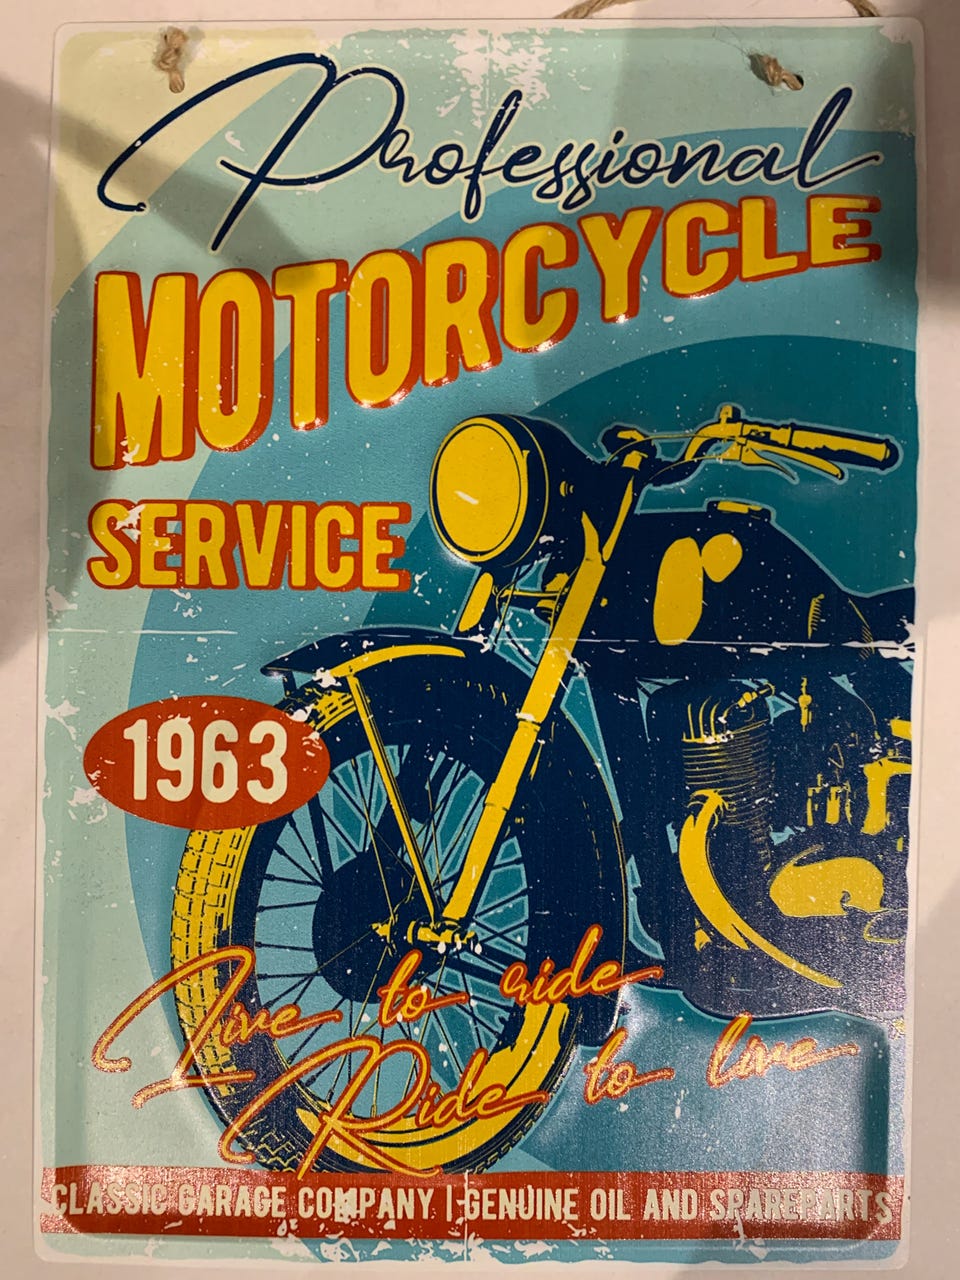 Professional
MOTORCYCLE
SERVICE
1963
Live to ride
Ride to live
CLASSIC GARAGE COMPANY | GENUINE OIL AND SPAREPARTS